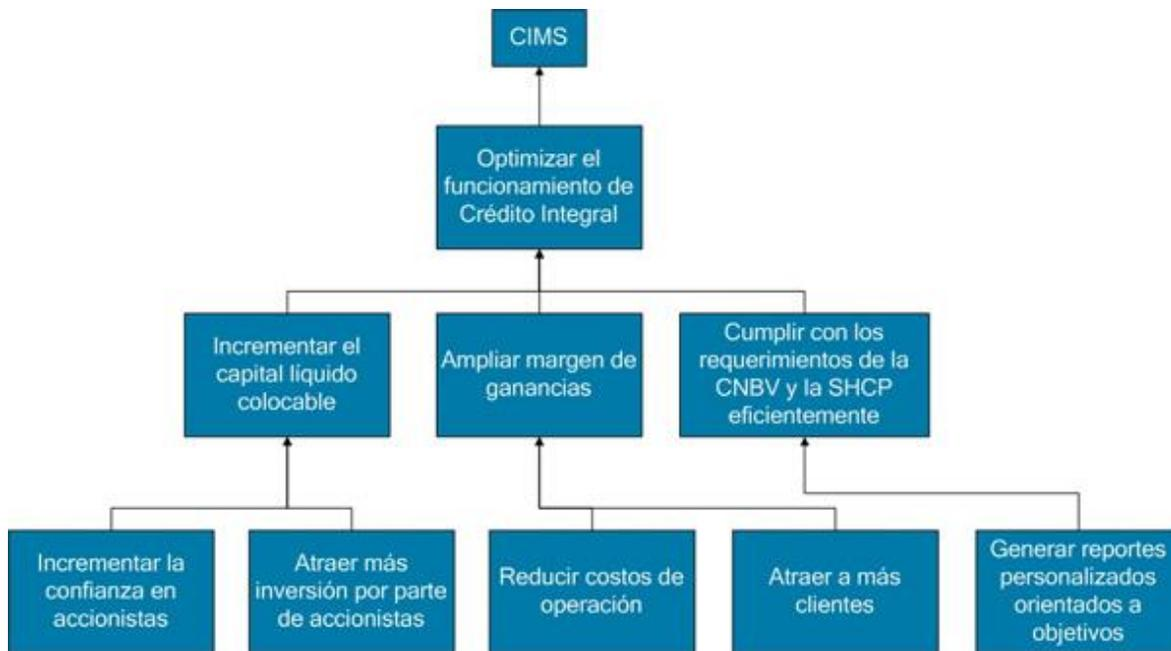 CIMS
Optimizar el
funcionamiento de
Crédito Integral
Incrementar el
capital líquido
colocable
Ampliar margen de
ganancias
Cumplir con los
requerimientos de la
CNBV y la SHCP
eficientemente
Incrementar la
confianza en
accionistas
Atraer más
inversión por parte
de accionistas
Reducir costos de
operación
Atraer a más
clientes
Generar reportes
personalizados
orientados a
objetivos